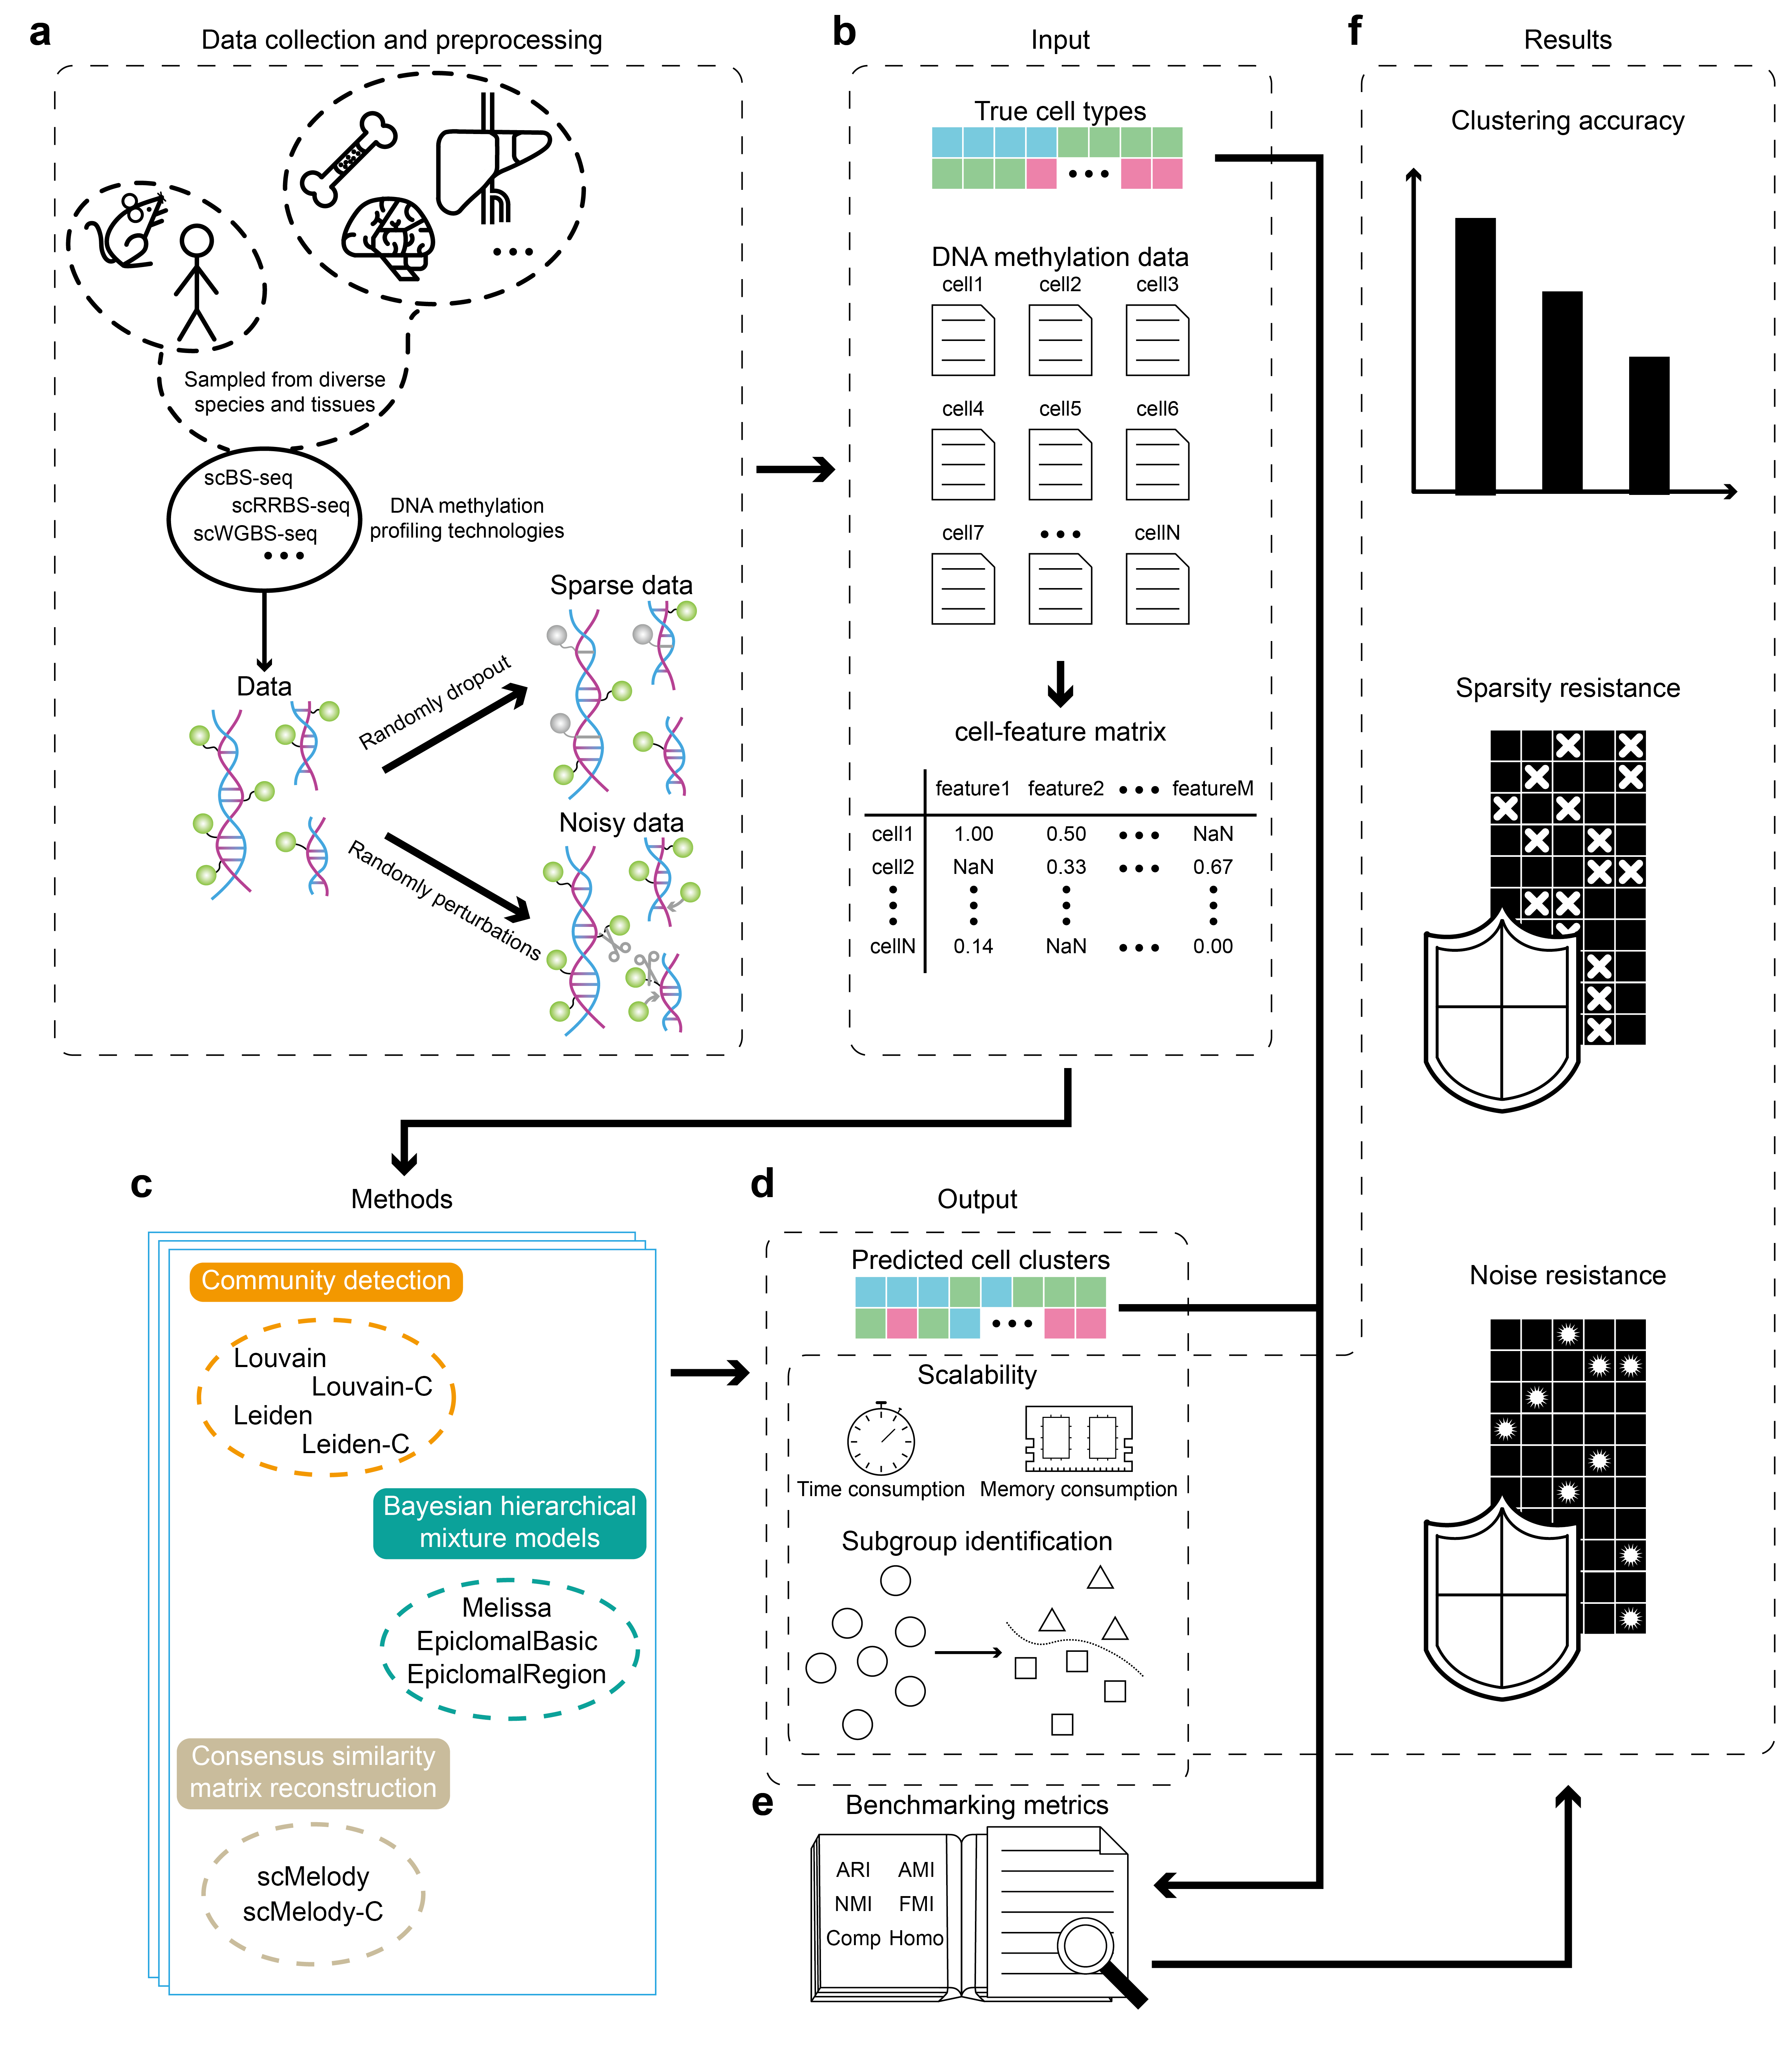 a
Data collection and preprocessing
Sampled from diverse
species and tissues
scBS-seq
scRRBS-seq
scWGBS-seq
DNA methylation
profiling technologies
Data
Randomly dropout
Sparse data
Randomly perturbations
Noisy data
b
Input
True cell types
DNA methylation data
cell1 cell2 cell3
cell4 cell5 cell6
cell7 ••• cellN
cell-feature matrix
feature1 feature2 ••• featureM
cell1 1.00 0.50 ••• NaN
cell2 NaN 0.33 ••• 0.67
cellN 0.14 NaN ••• 0.00
c
Methods
Community detection
Louvain
Louvain-C
Leiden
Leiden-C
Bayesian hierarchical
mixture models
Melissa
EpiclomalBasic
EpiclomalRegion
Consensus similarity
matrix reconstruction
scMelody
scMelody-C
d
Output
Predicted cell clusters
Scalability
Time consumption Memory consumption
Subgroup identification
e
Benchmarking metrics
ARI AMI
NMI FMI
Comp Homo
f
Results
Clustering accuracy
Sparsity resistance
Noise resistance